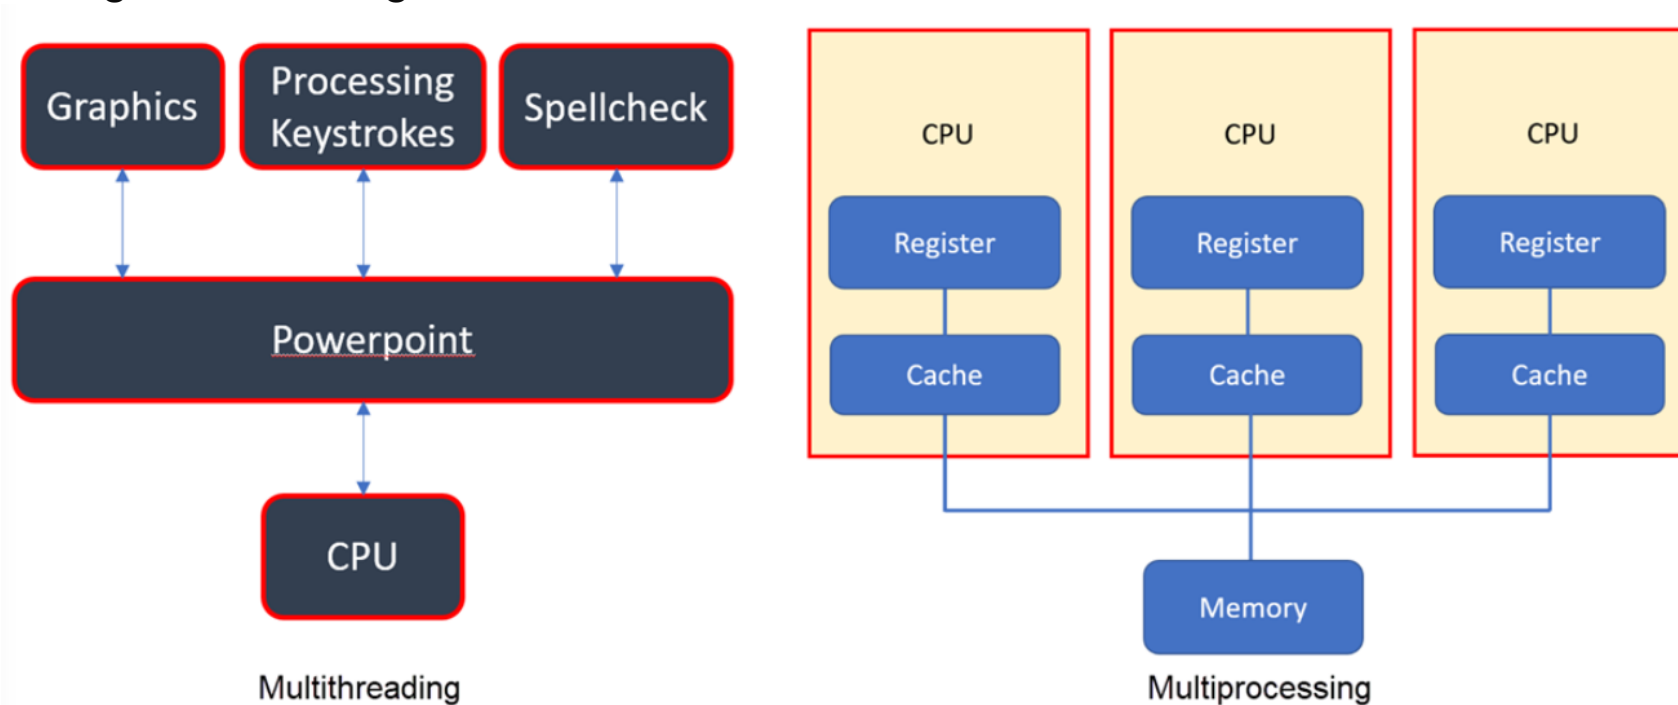 Graphics
Processing
Keystrokes
Spellcheck
Powerpoint
CPU
Multithreading
CPU
CPU
CPU
Register
Register
Register
Cache
Cache
Cache
Memory
Multiprocessing